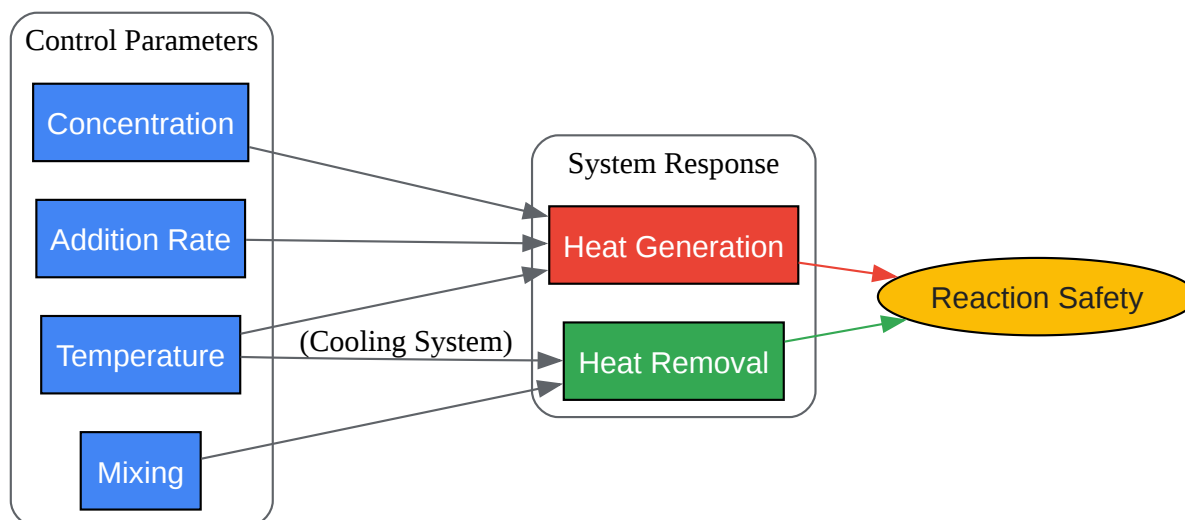 Control Parameters
Concentration
Addition Rate
Temperature
Mixing
(Cooling System)
System Response
Heat Generation
Heat Removal
Reaction Safety